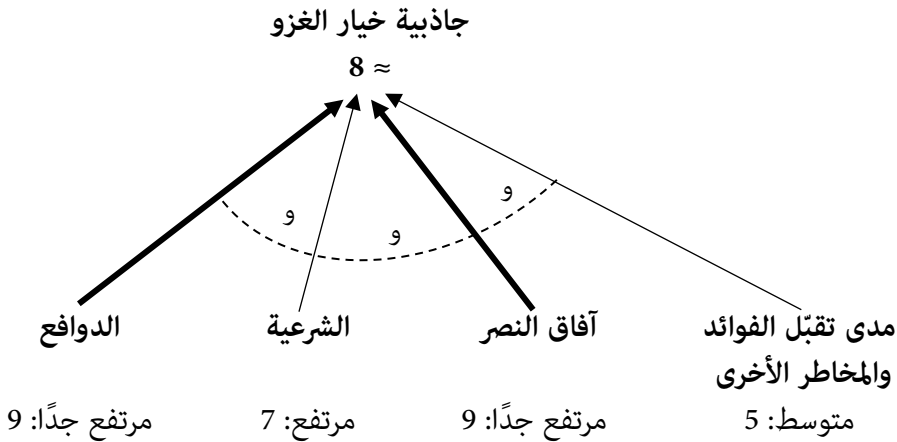 جاذبية خيار الغزو
≈ 8
و
و
و
مدى تقبّل الفوائد
والمخاطر الأخرى
متوسط: 5
آفاق النصر
مرتفع جدًا: 9
الشرعية
مرتفع: 7
الدوافع
مرتفع جدًا: 9